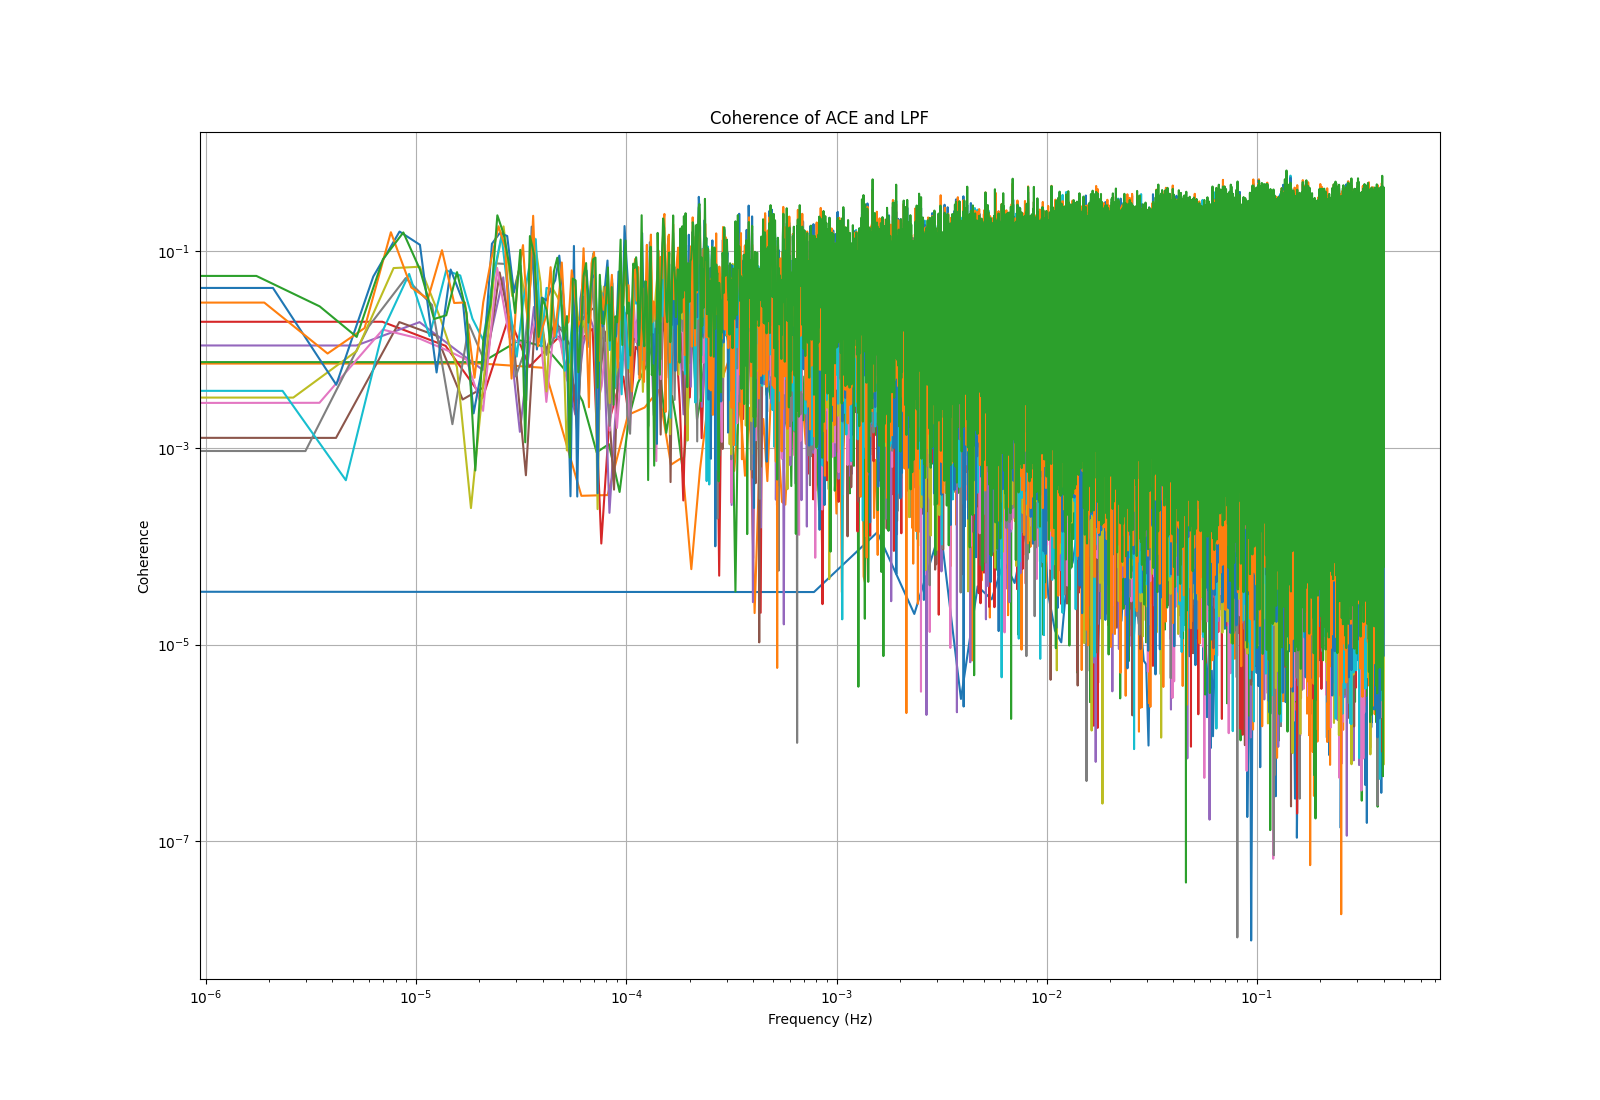 Coherence of ACE and LPF
Coherence
10⁻¹
10⁻³
10⁻⁵
10⁻⁷
10⁻⁶ 10⁻⁵ 10⁻⁴ 10⁻³ 10⁻² 10⁻¹
Frequency (Hz)